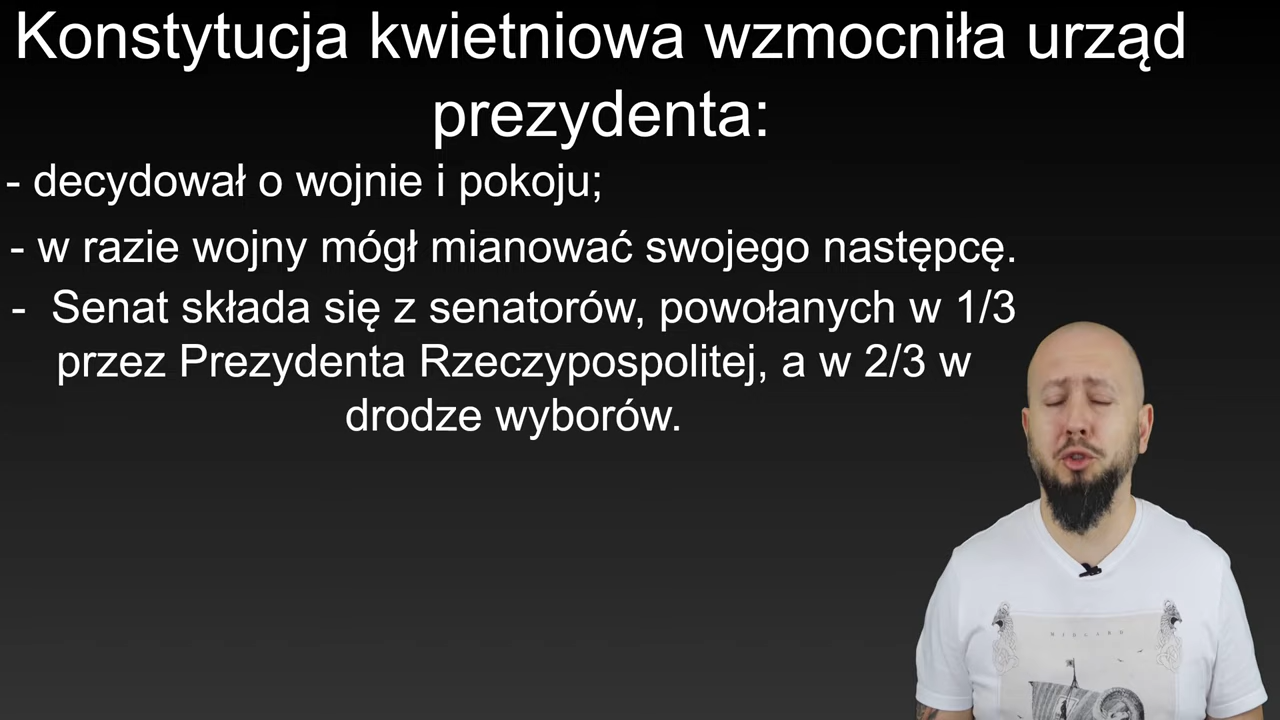 Konstytucja kwietniowa wzmocniła urząd
prezydenta:
- decydował o wojnie i pokoju;
- w razie wojny mógł mianować swojego następcę.
- Senat składa się z senatorów, powołanych w 1/3
przez Prezydenta Rzeczypospolitej, a w 2/3 w
drodze wyborów.
MIDGARD